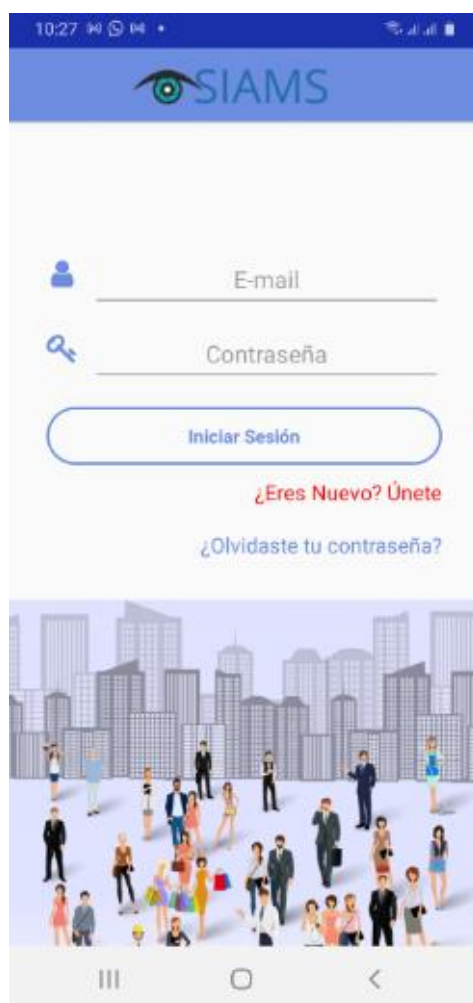 10:27
SIAMS
E-mail
Contraseña
Iniciar Sesión
¿Eres Nuevo? Únete
¿Olvidaste tu contraseña?